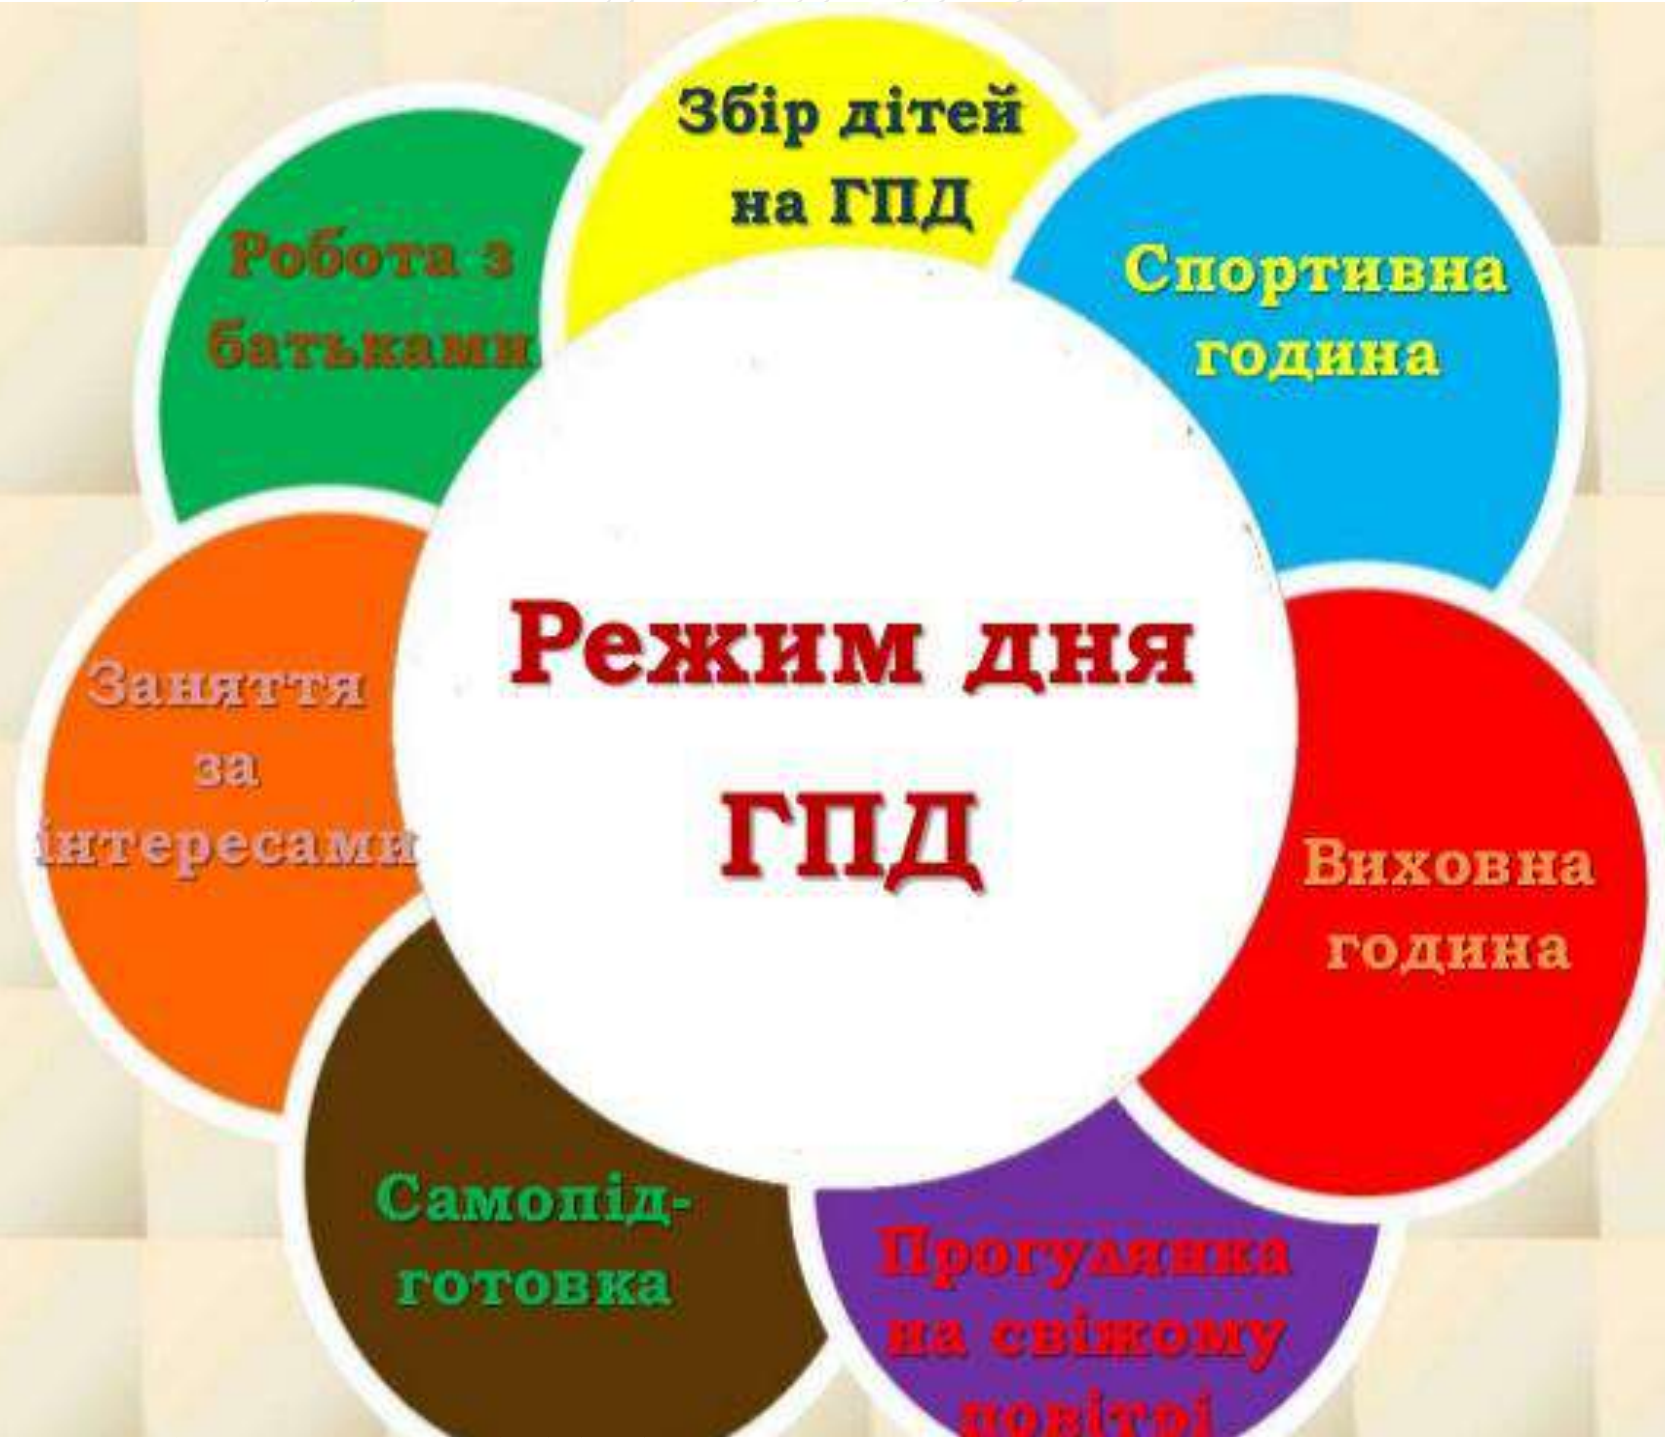 Збір дітей
на ГПД
Спортивна
година
Виховна
година
Прогулянка
на свіжому
повітрі
Самопід-
готовка
Заняття
за
інтересами
Робота з
батьками
Режим дня
ГПД